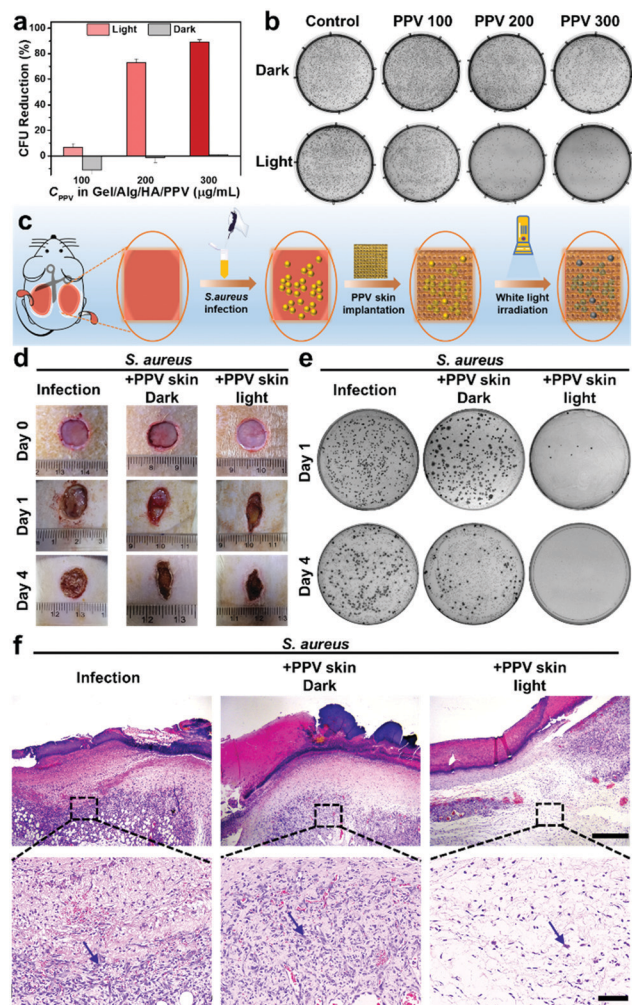 a
Light
Dark
CFU Reduction (%)
100
80
60
40
20
0
100
200
300
C_PPV in Gel/Alg/HA/PPV (μg/mL)
b
Control
PPV 100
PPV 200
PPV 300
Dark
Light
c
S.aureus
infection
PPV skin
implantation
White light
irradiation
d
S. aureus
Infection
+PPV skin
Dark
+PPV skin
light
Day 0
Day 1
Day 4
e
S. aureus
Infection
+PPV skin
Dark
+PPV skin
light
Day 1
Day 4
f
S. aureus
Infection
+PPV skin
Dark
+PPV skin
light